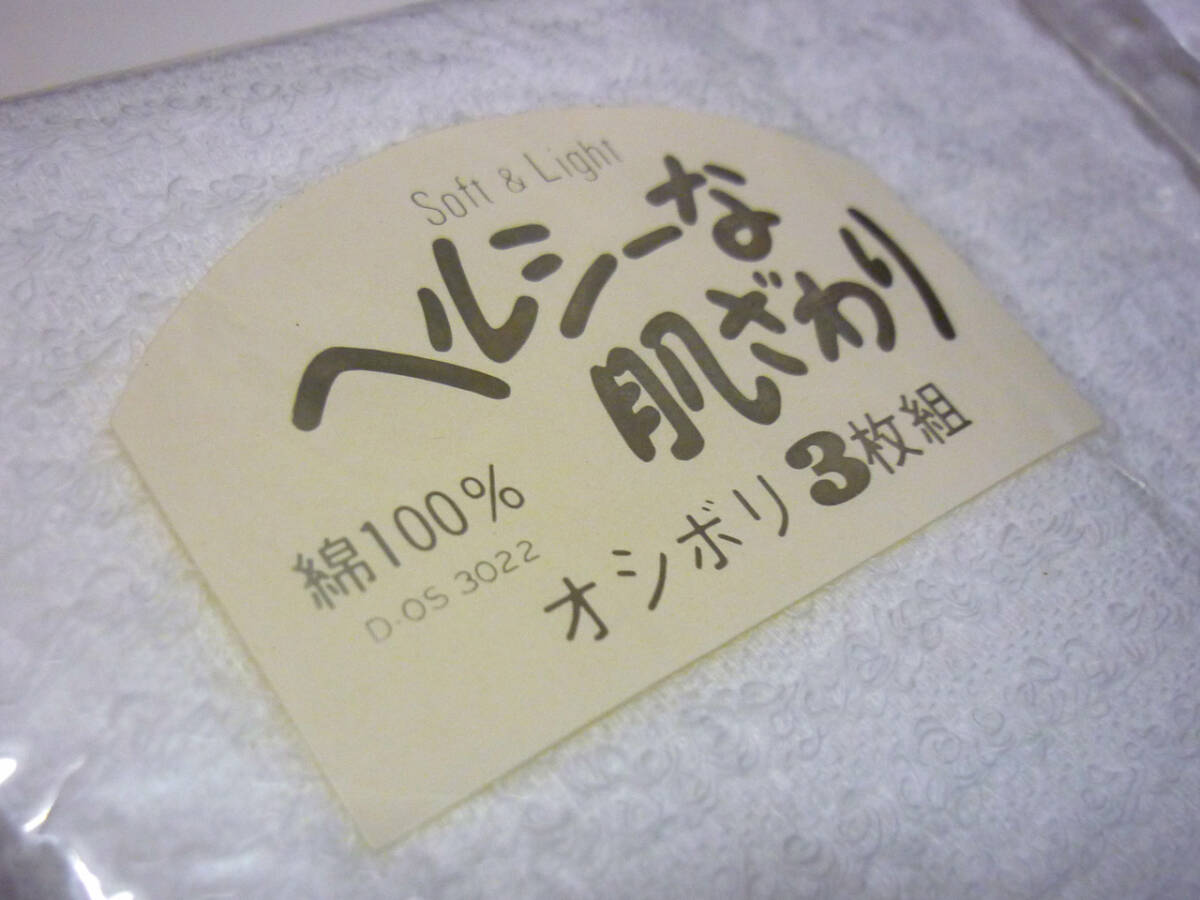 Soft & Light
ヘルシーな
肌ざわり
綿100%
D-OS 3022
オシボリ3枚組